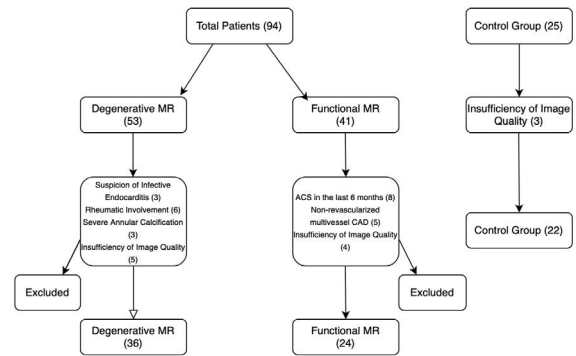 Total Patients (94)
Control Group (25)
Degenerative MR
(53)
Functional MR
(41)
Insufficiency of Image
Quality (3)
Suspicion of Infective
Endocarditis (3)
Rheumatic Involvement (6)
Severe Annular Calcification
(3)
Insufficiency of Image Quality
(5)
ACS in the last 6 months (8)
Non-revascularized
multivessel CAD (5)
Insufficiency of Image Quality
(4)
Control Group (22)
Excluded
Excluded
Degenerative MR
(36)
Functional MR
(24)